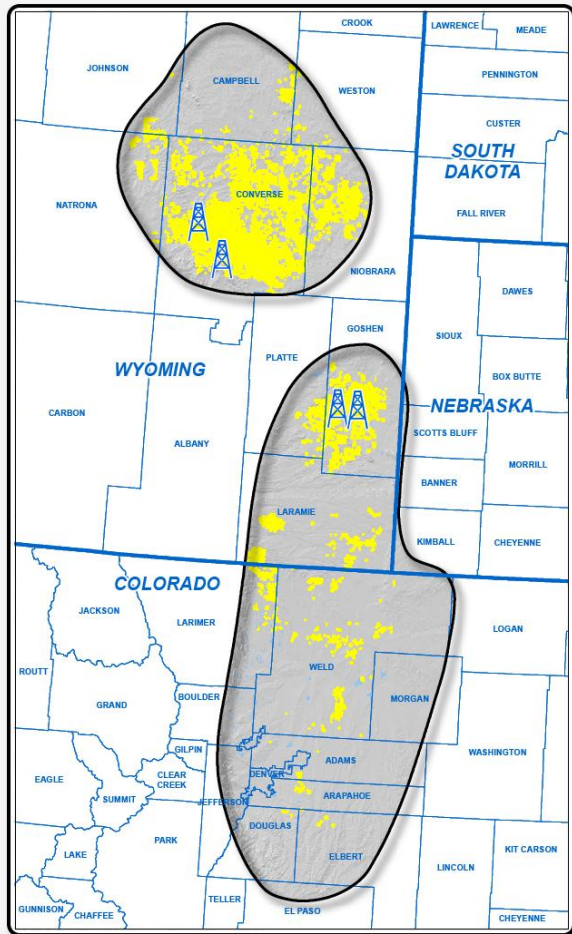 CROOK
LAWRENCE
MEADE
JOHNSON
CAMPBELL
WESTON
PENNINGTON
CUSTER
SOUTH
DAKOTA
NATRONA
CONVERSE
FALL RIVER
NIOBRARA
DAWES
GOSHEN
SIOUX
PLATTE
WYOMING
BOX BUTTE
CARBON
NEBRASKA
ALBANY
SCOTTS BLUFF
MORRILL
BANNER
LARAMIE
KIMBALL
CHEYENNE
COLORADO
JACKSON
LARIMER
LOGAN
ROUTT
WELD
GRAND
BOULDER
MORGAN
GILPIN
WASHINGTON
EAGLE
CLEAR
CREEK
DENVER
ADAMS
SUMMIT
JEFFERSON
ARAPAHOE
PARK
DOUGLAS
LAKE
ELBERT
KIT CARSON
LINCOLN
TELLER
GUNNISON
CHAFFEE
EL PASO
CHEYENNE